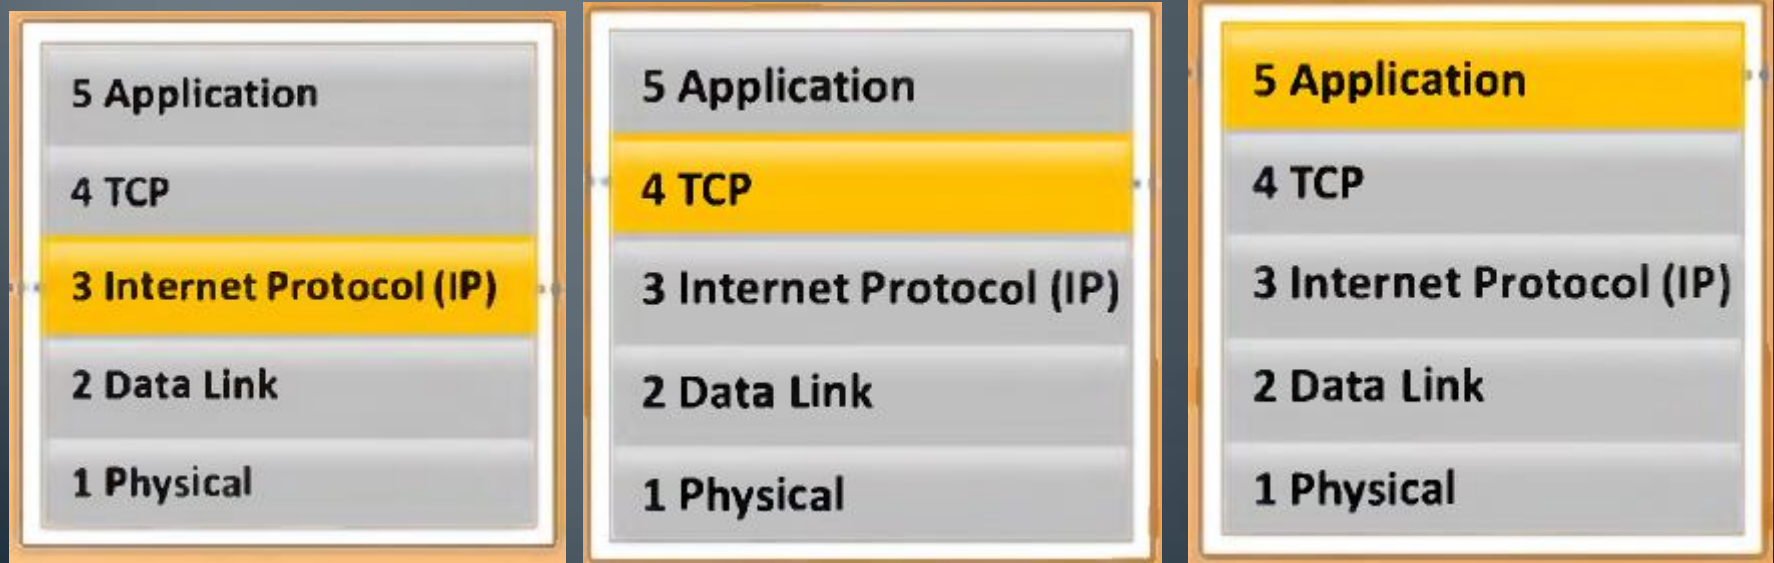 5 Application
4 TCP
3 Internet Protocol (IP)
2 Data Link
1 Physical
5 Application
4 TCP
3 Internet Protocol (IP)
2 Data Link
1 Physical
5 Application
4 TCP
3 Internet Protocol (IP)
2 Data Link
1 Physical